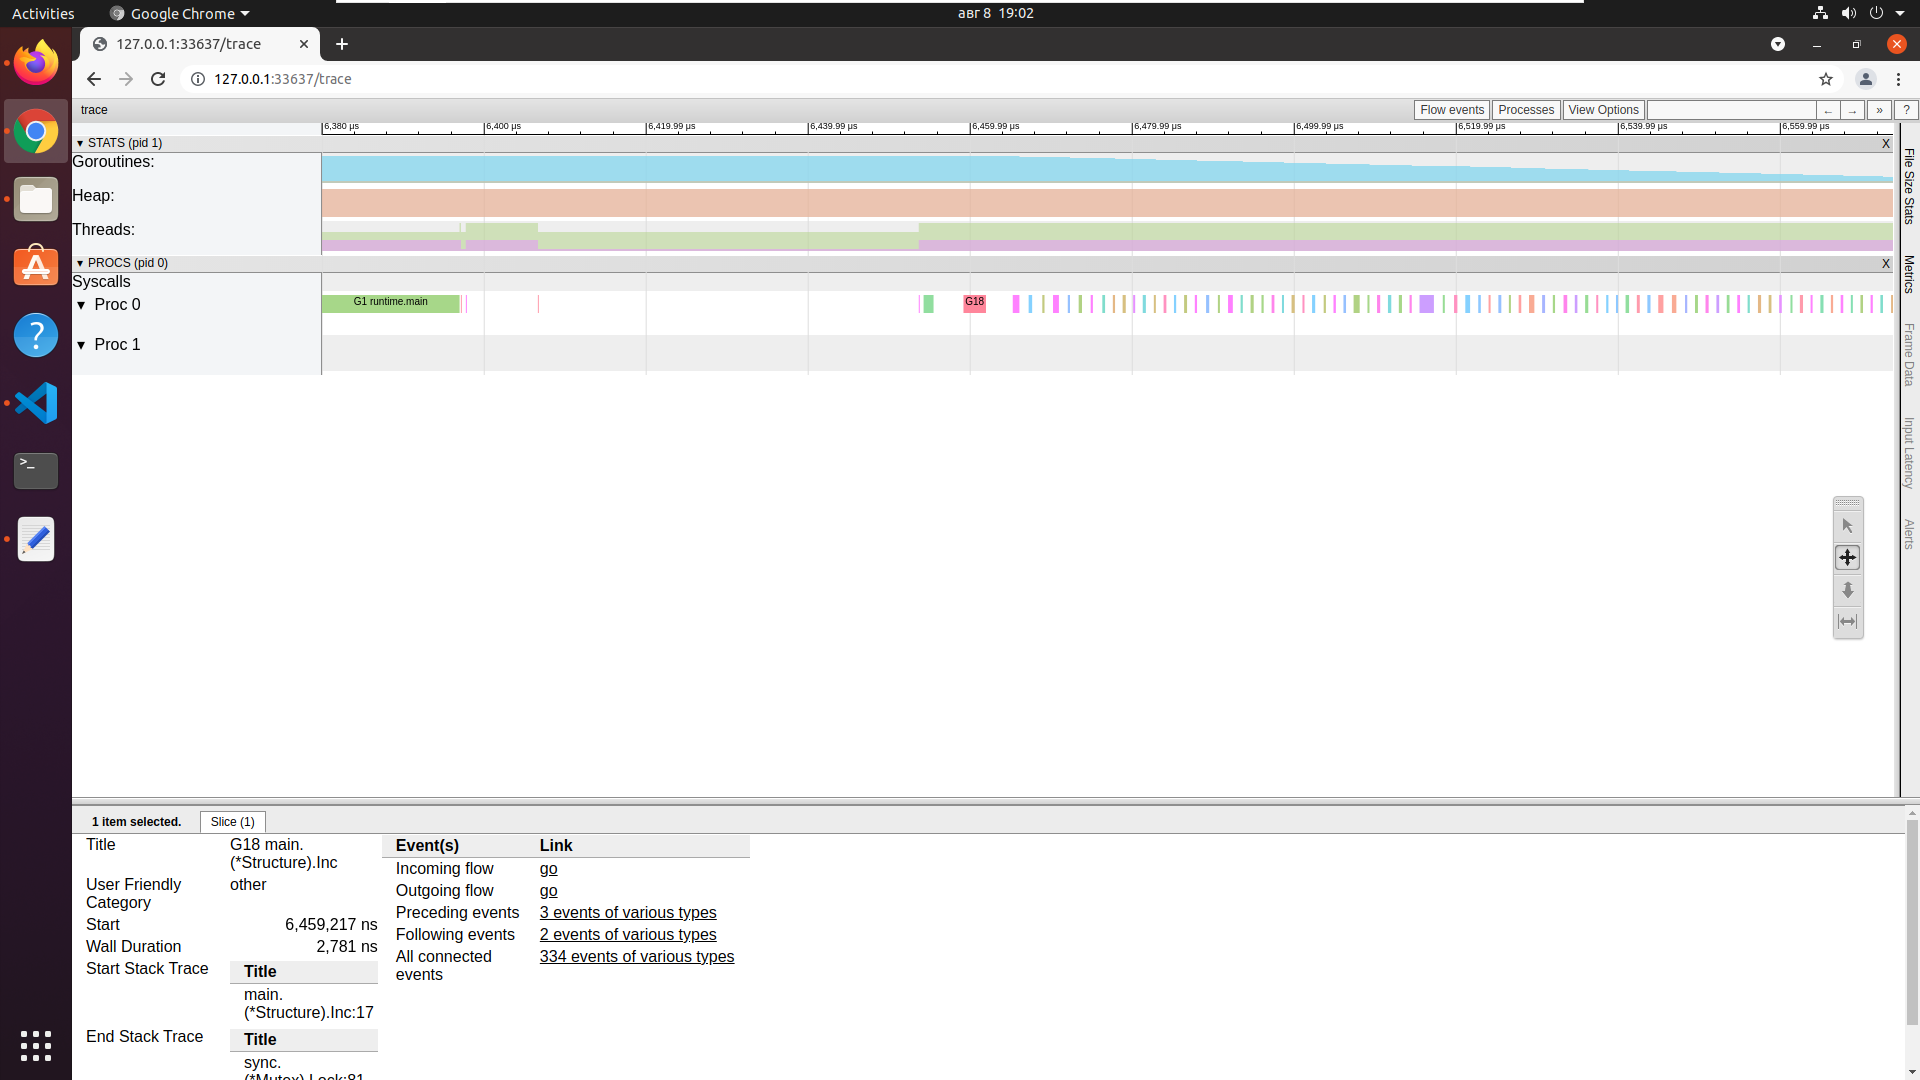 Activities
Google Chrome
авг 8 19:02
127.0.0.1:33637/trace
127.0.0.1:33637/trace
trace
Flow events
Processes
View Options
←
→
»
?
6,380 μs
6,400 μs
6,419.99 μs
6,439.99 μs
6,459.99 μs
6,479.99 μs
6,499.99 μs
6,519.99 μs
6,539.99 μs
6,559.99 μs
▾ STATS (pid 1)
X
Goroutines:
Heap:
Threads:
▾ PROCS (pid 0)
X
Syscalls
▾ Proc 0
G1 runtime.main
G18
▾ Proc 1
File Size Stats
Metrics
Frame Data
Input Latency
Alerts
1 item selected.
Slice (1)
Title
G18 main.
(*Structure).Inc
User Friendly
Category
other
Start
6,459,217 ns
Wall Duration
2,781 ns
Start Stack Trace
Title
main.
(*Structure).Inc:17
End Stack Trace
Title
sync.
(*Mutex).Lock:81
Event(s)
Link
Incoming flow
go
Outgoing flow
go
Preceding events
3 events of various types
Following events
2 events of various types
All connected
events
334 events of various types